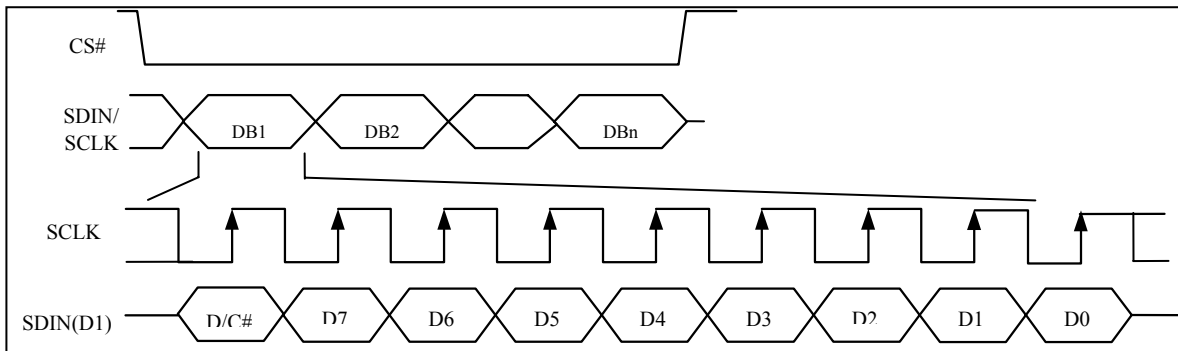 CS#
SDIN/
SCLK
DB1 DB2 DBn
SCLK
SDIN(D1) D/C# D7 D6 D5 D4 D3 D2 D1 D0